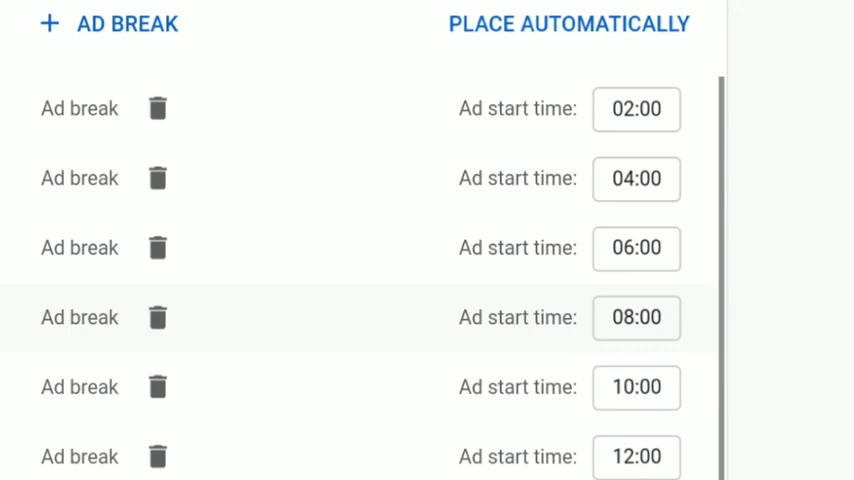 + AD BREAK PLACE AUTOMATICALLY
Ad break Ad start time: 02:00
Ad break Ad start time: 04:00
Ad break Ad start time: 06:00
Ad break Ad start time: 08:00
Ad break Ad start time: 10:00
Ad break Ad start time: 12:00